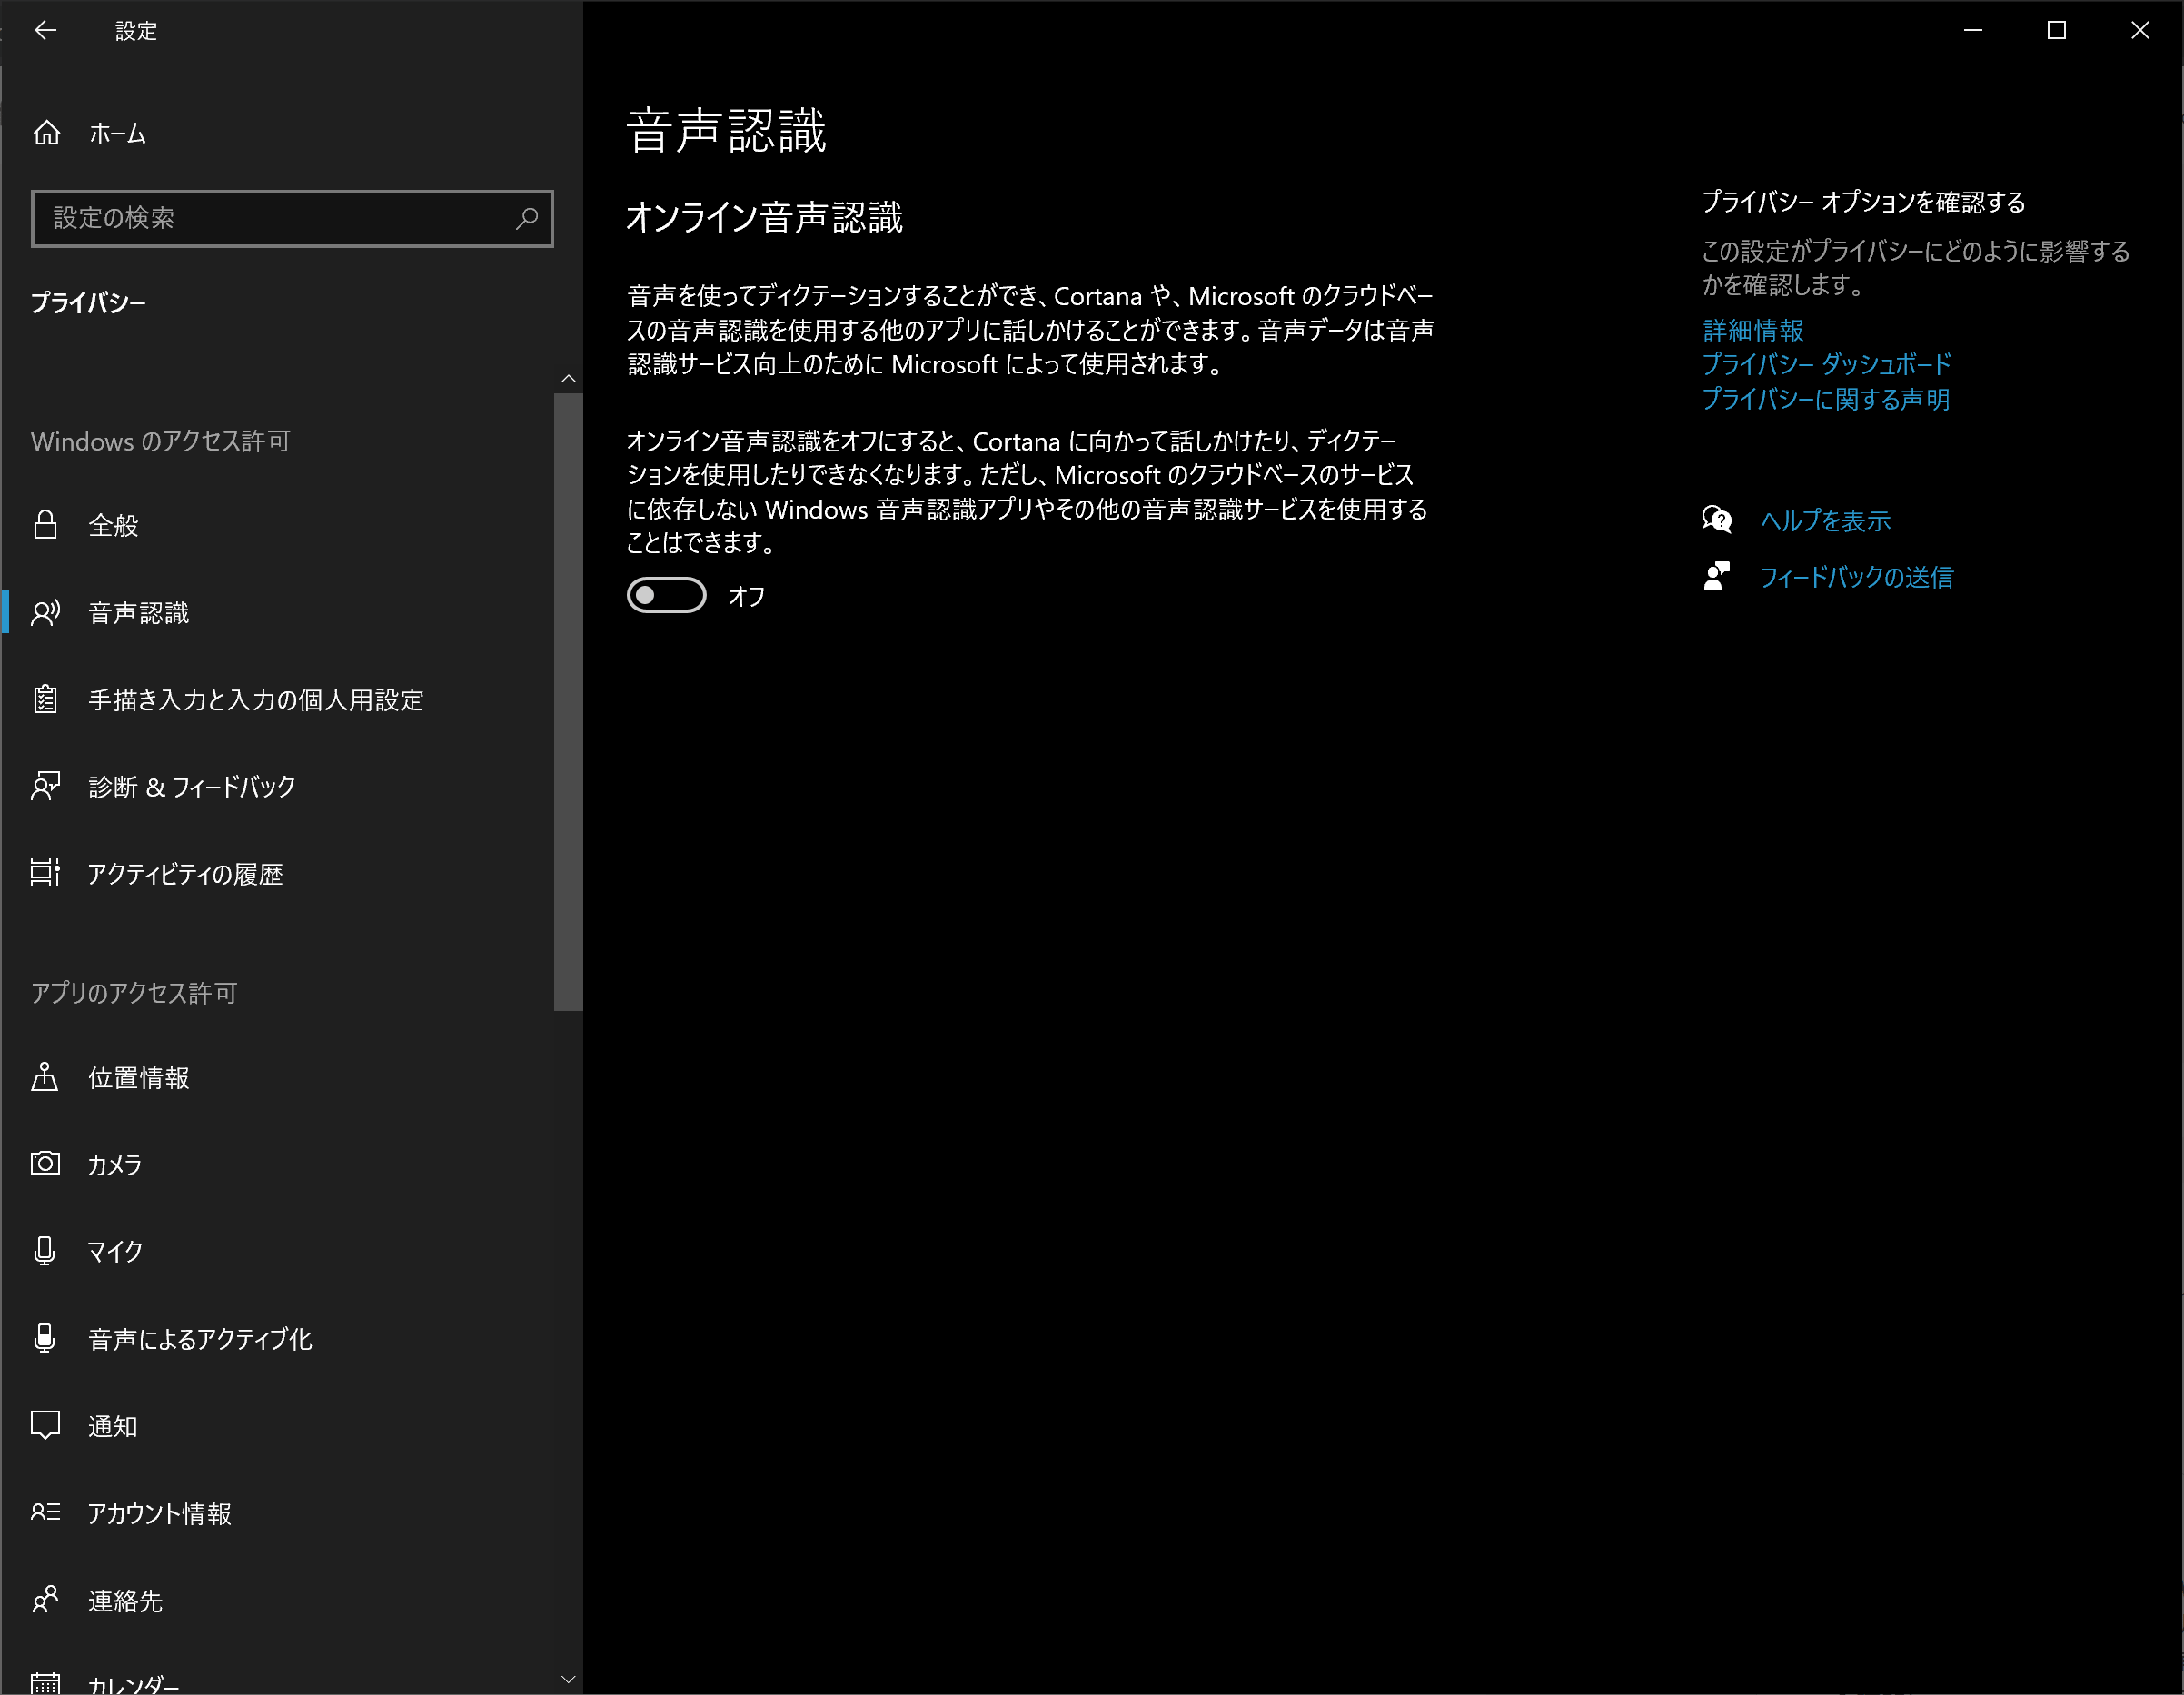 設定
ホーム
設定の検索
プライバシー
Windows のアクセス許可
全般
音声認識
手描き入力と入力の個人用設定
診断 & フィードバック
アクティビティの履歴
アプリのアクセス許可
位置情報
カメラ
マイク
音声によるアクティブ化
通知
アカウント情報
連絡先
カレンダー
音声認識
オンライン音声認識
音声を使ってディクテーションすることができ、Cortana や、Microsoft のクラウドベー
スの音声認識を使用する他のアプリに話しかけることができます。音声データは音声
認識サービス向上のために Microsoft によって使用されます。
オンライン音声認識をオフにすると、Cortana に向かって話しかけたり、ディクテー
ションを使用したりできなくなります。ただし、Microsoft のクラウドベースのサービス
に依存しない Windows 音声認識アプリやその他の音声認識サービスを使用する
ことはできます。
オフ
プライバシー オプションを確認する
この設定がプライバシーにどのように影響する
かを確認します。
詳細情報
プライバシー ダッシュボード
プライバシーに関する声明
ヘルプを表示
フィードバックの送信